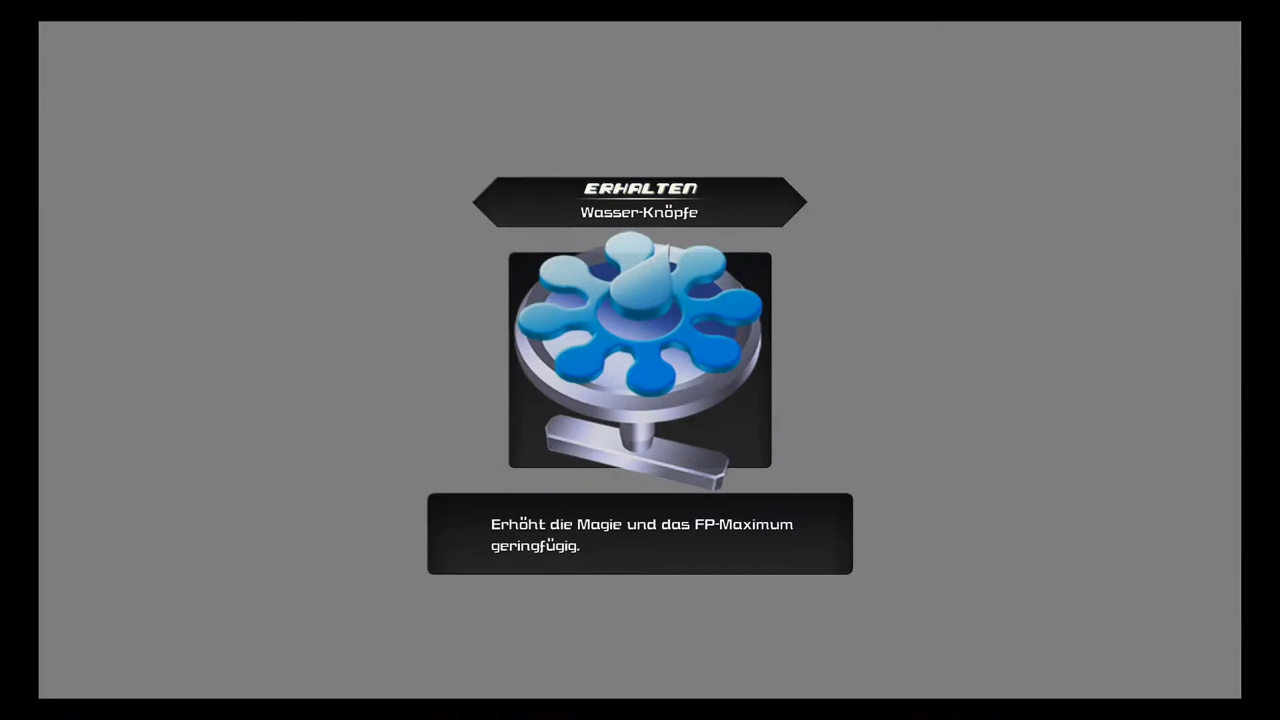 ERHALTEN
Wasser-Knöpfe
Erhöht die Magie und das FP-Maximum
geringfügig.